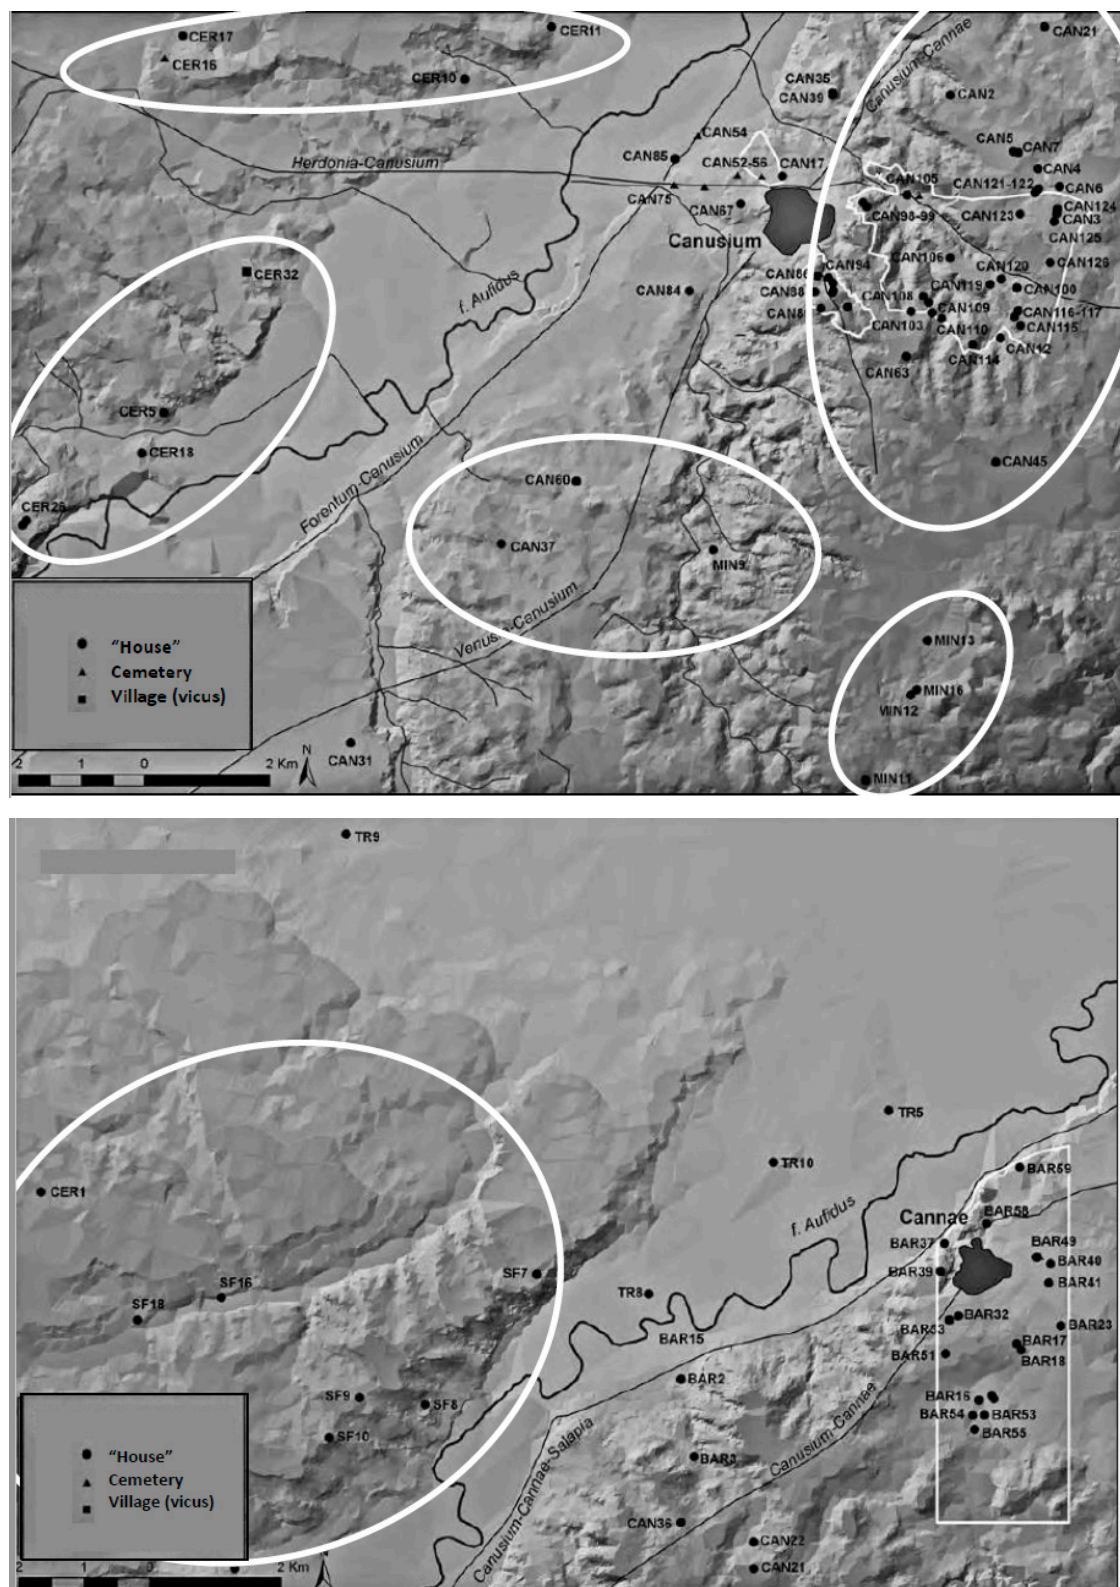 CER17
CER11
CAN21
CER16
CER10
Canusium-Cannae
CAN35
CAN39
CAN2
CAN54
CAN5
CAN7
Herdonia-Canusium
CAN85
CAN52-56
CAN17
CAN4
CAN105
CAN121-122
CAN6
CAN75
CAN67
CAN98-99
CAN123
CAN124
CAN3
CAN125
Canusium
CAN106
CAN126
CER32
f. Aufidus
CAN86
CAN94
CAN120
CAN84
CAN88
CAN108
CAN119
CAN100
CAN103
CAN109
CAN116-117
CAN110
CAN115
CAN12
CAN114
CAN63
CER5
CER18
Forentum-Canusium
CAN45
CAN60
CER26
CAN37
MIN9
Venusia-Canusium
"House"
Cemetery
Village (vicus)
MIN13
MIN16
MIN12
N
CAN31
MIN11
2 1 0 2 Km
TR9
TR5
TR10
BAR59
CER1
f. Aufidus
Cannae
BAR58
BAR37
BAR49
BAR40
SF7
BAR39
BAR41
SF16
TR8
SF18
BAR32
BAR23
BAR15
BAR33
BAR17
BAR51
BAR18
BAR2
SF9
SF8
BAR16
BAR54
BAR53
SF10
BAR55
Canusium-Cannae
BAR3
Canusium-Cannae-Salapia
"House"
Cemetery
Village (vicus)
CAN36
CAN22
CAN21
2 0 2 Km